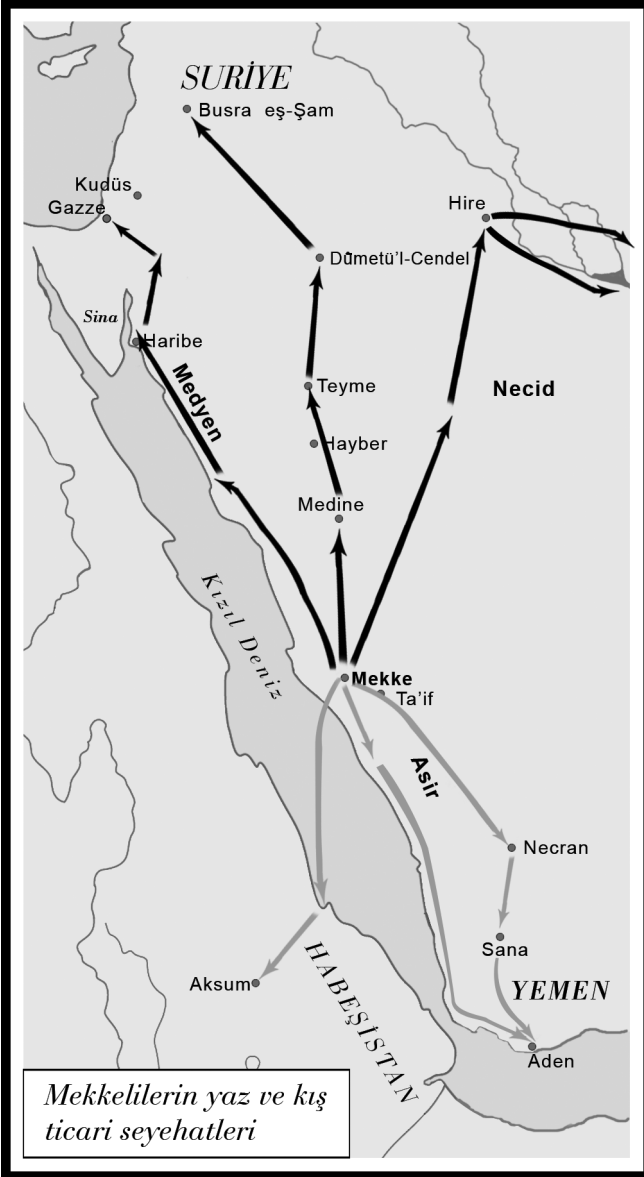 SURİYE
Busra eş-Şam
Kudüs
Gazze
Hire
Dûmetü’l-Cendel
Sina
Haribe
Medyen
Teyme
Necid
Hayber
Medine
Kızıl Deniz
Mekke
Ta’if
Asir
Necran
Sana
Aksum
HABEŞİSTAN
YEMEN
Aden
Mekkelilerin yaz ve kış
ticari seyehatleri